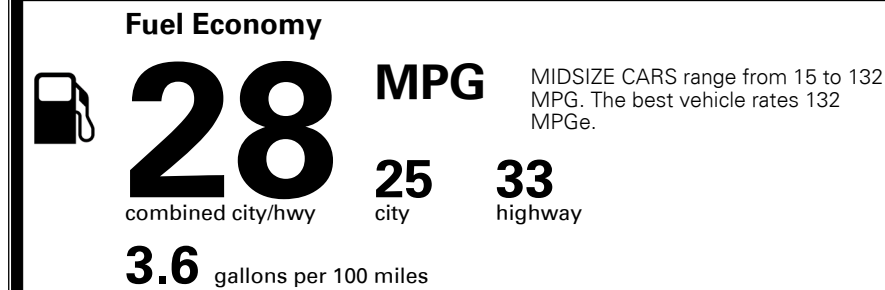 Fuel Economy
28
MPG
MIDSIZE CARS range from 15 to 132
MPG. The best vehicle rates 132
MPGe.
combined city/hwy
25
city
33
highway
3.6 gallons per 100 miles